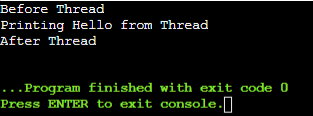 Before Thread
Printing Hello from Thread
After Thread
...Program finished with exit code 0
Press ENTER to exit console.